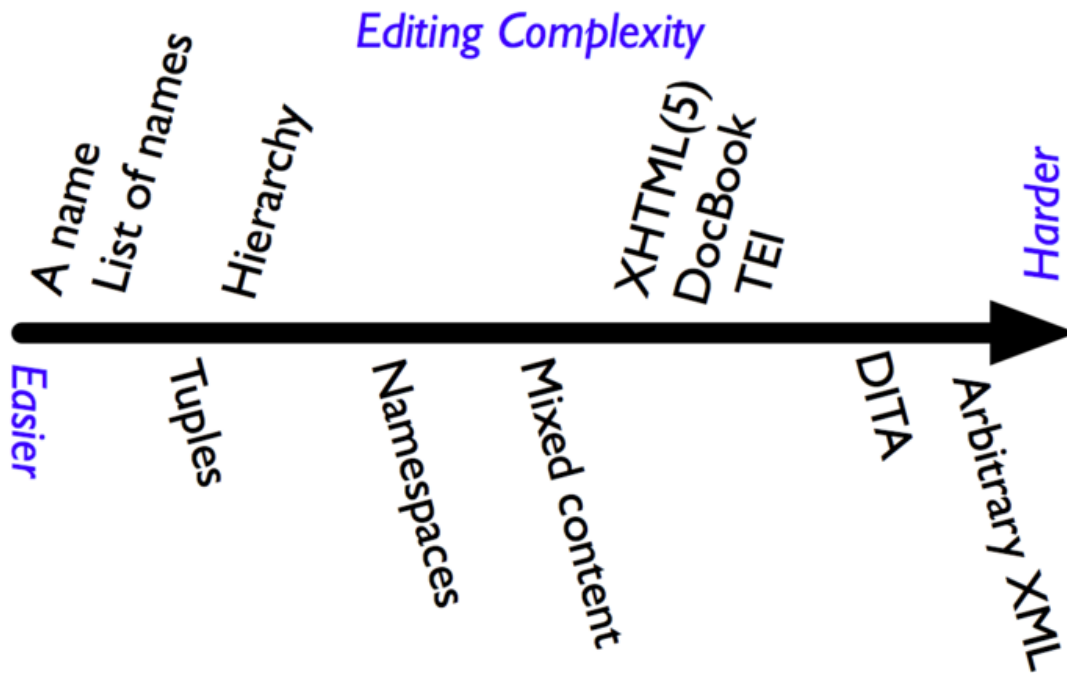 Editing Complexity
A name
List of names
Hierarchy
XHTML(5)
DocBook
TEI
Harder
Easier
Tuples
Namespaces
Mixed content
DITA
Arbitrary XML